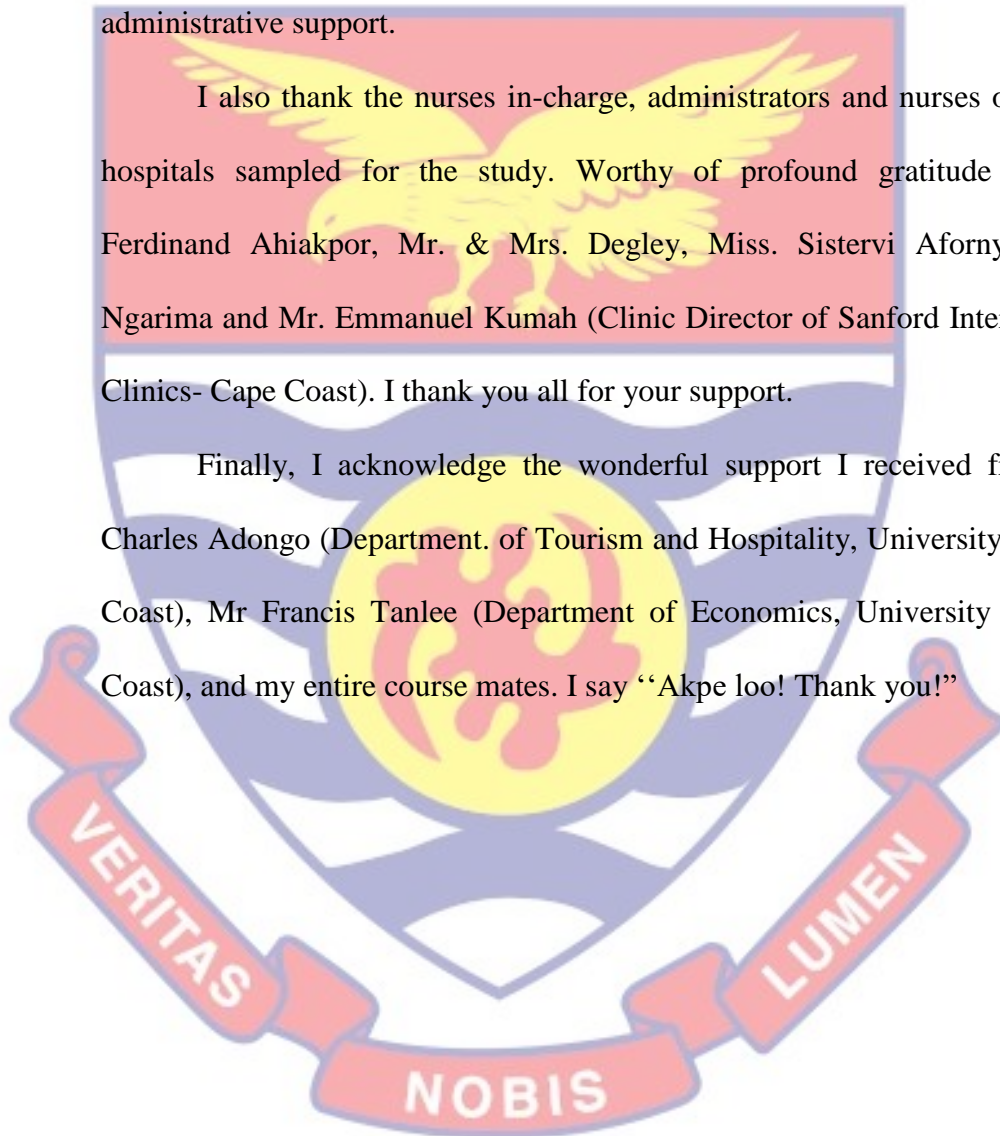 administrative support.
I also thank the nurses in-charge, administrators and nurses
hospitals sampled for the study. Worthy of profound gratitude
Ferdinand Ahiakpor, Mr. & Mrs. Degley, Miss. Sistervi
Ngarima and Mr. Emmanuel Kumah (Clinic Director of Sanford
Clinics- Cape Coast). I thank you all for your support.
Finally, I acknowledge the wonderful support I received
Charles Adongo (Department. of Tourism and Hospitality, University
Coast), Mr Francis Tanlee (Department of Economics, University
Coast), and my entire course mates. I say ‘‘Akpe loo! Thank you!”
VERITAS
NOBIS
LUMEN